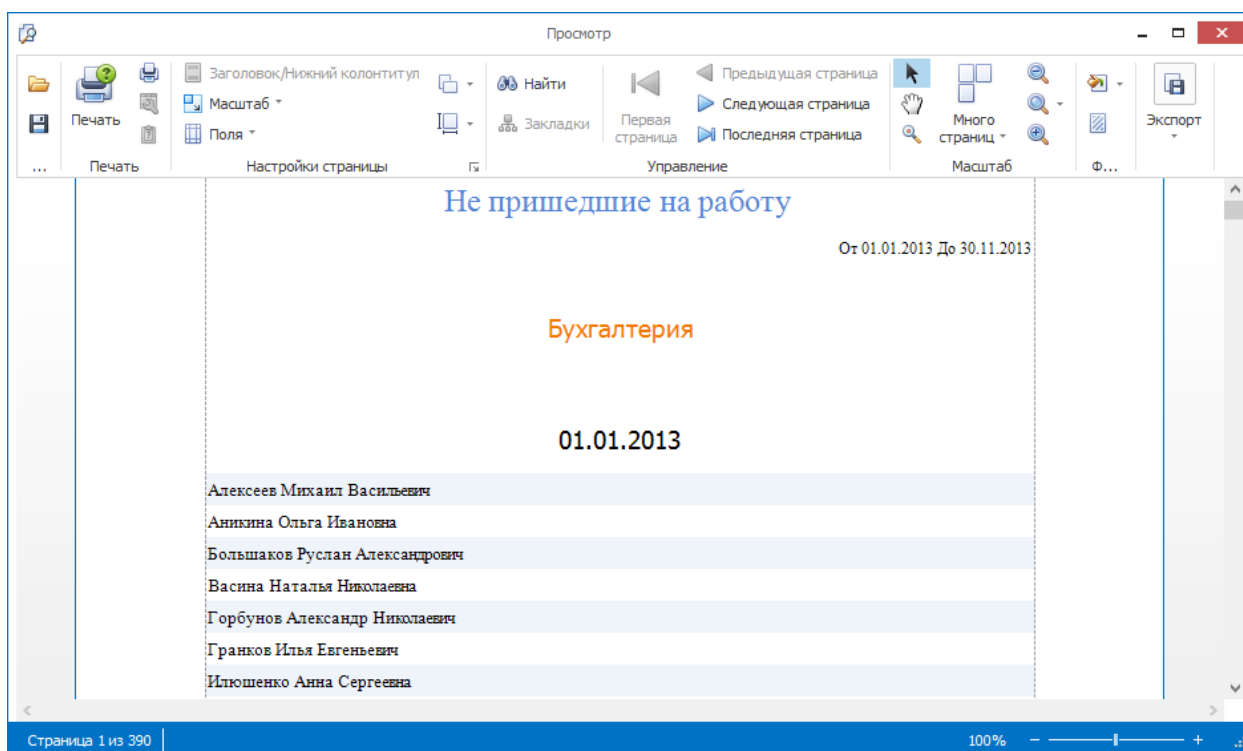 Просмотр
Заголовок/Нижний колонтитул
Масштаб
Поля
Печать
Найти
Закладки
Первая страница
Предыдущая страница
Следующая страница
Последняя страница
Много страниц
Экспорт
...
Печать
Настройки страницы
Управление
Масштаб
Ф...
Не пришедшие на работу
От 01.01.2013 До 30.11.2013
Бухгалтерия
01.01.2013
Алексеев Михаил Васильевич
Аникина Ольга Ивановна
Большаков Руслан Александрович
Васина Наталья Николаевна
Горбунов Александр Николаевич
Гранков Илья Евгеньевич
Илюшенко Анна Сергеевна
Страница 1 из 390
100%